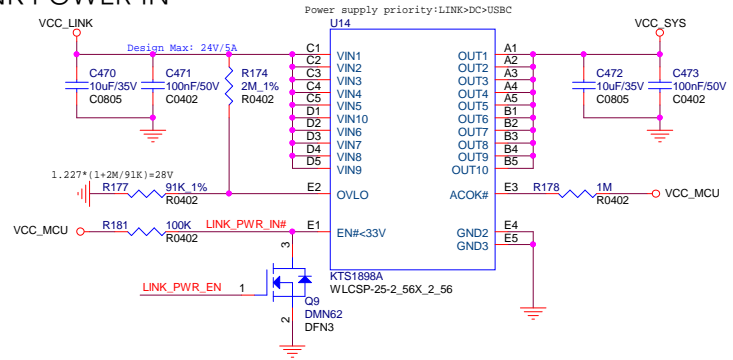 NK POWER IN
Power supply priority:LINK>DC>USBC
VCC_LINK
U14
VCC_SYS
Design Max: 24V/5A
C1
C2
C3
C4
C5
D1
D2
D3
D4
D5
VIN1
VIN2
VIN3
VIN4
VIN5
VIN10
VIN6
VIN7
VIN8
VIN9
OUT1
OUT2
OUT3
OUT4
OUT5
OUT6
OUT7
OUT8
OUT9
OUT10
A1
A2
A3
A4
A5
B1
B2
B3
B4
B5
C470
10uF/35V
C0805
C471
100nF/50V
C0402
R174
2M_1%
R0402
C472
10uF/35V
C0805
C473
100nF/50V
C0402
1.227*(1+2M/91K)=28V
R177
91K_1%
R0402
E2
OVLO
ACOK#
E3
R178
1M
R0402
VCC_MCU
VCC_MCU
R181
100K
R0402
LINK_PWR_IN#
E1
EN#<33V
GND2
GND3
E4
E5
3
KTS1898A
WLCSP-25-2_56X_2_56
LINK_PWR_EN
1
2
Q9
DMN62
DFN3